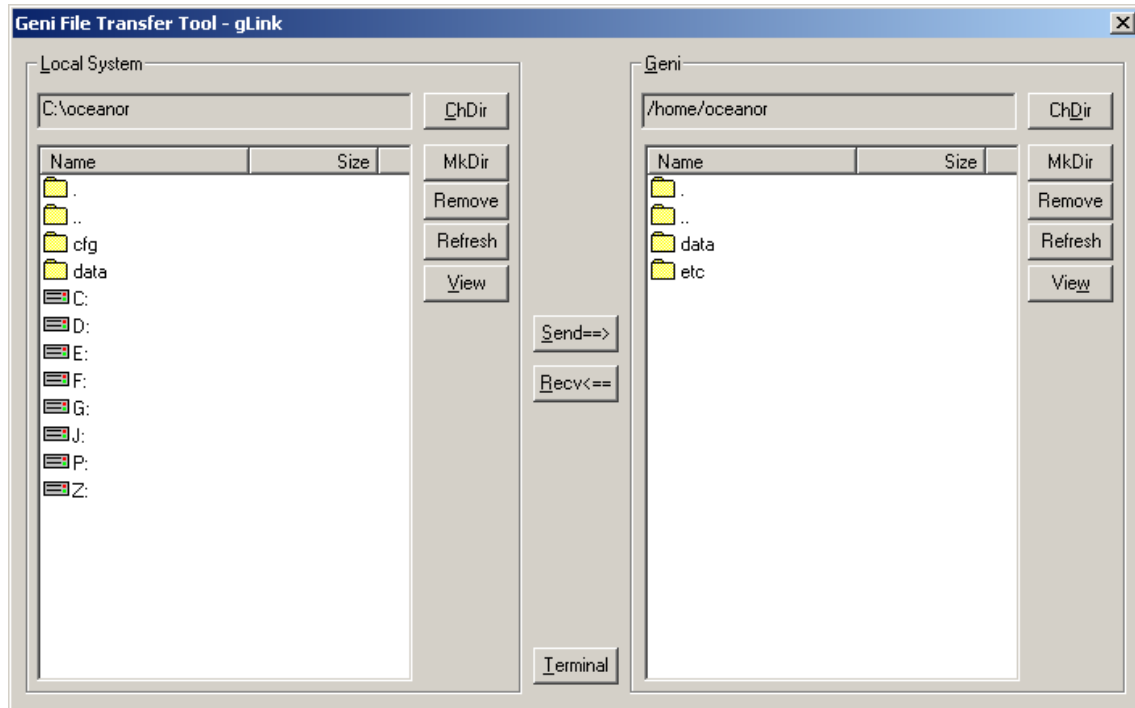 Geni File Transfer Tool - gLink
Local System
C:\oceanor
ChDir
Name Size
MkDir
.
Remove
..
cfg
Refresh
data
View
C:
D:
E:
F:
G:
J:
P:
Z:
Send==>
Recv<==
Terminal
Geni
/home/oceanor
ChDir
Name Size
MkDir
.
Remove
..
data
Refresh
etc
View